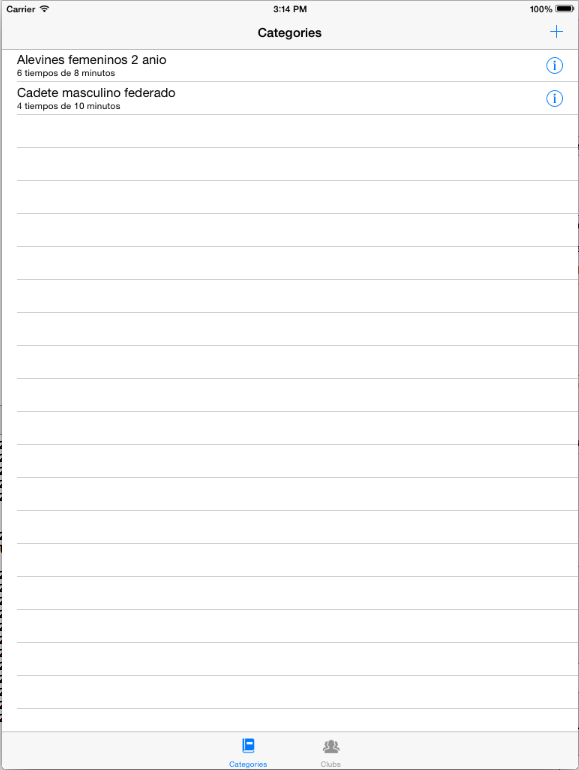 Carrier 3:14 PM 100%
Categories
Alevines femeninos 2 anio
6 tiempos de 8 minutos
Cadete masculino federado
4 tiempos de 10 minutos
Categories Clubs